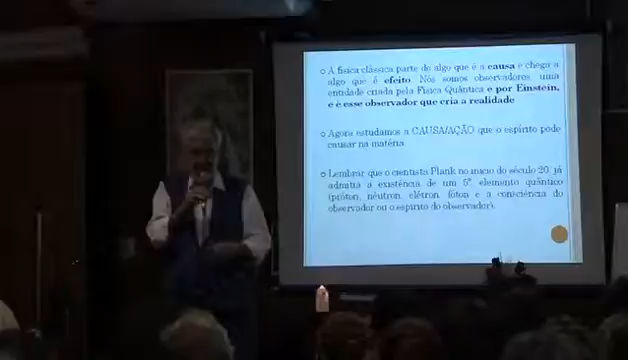 A física clássica parte de algo que é a causa e chega a
algo que é efeito. Nós somos observadores, uma
entidade criada pela Física Quântica e por Einstein,
e é esse observador que cria a realidade
Agora estudamos a CAUSA/AÇÃO que o espírito pode
causar na matéria.
Lembrar que o cientista Plank no início do século 20, já
admitia a existência de um 5º elemento quântico
(próton, nêutron, elétron, fóton e a consciência do
observador ou o espírito do observador).